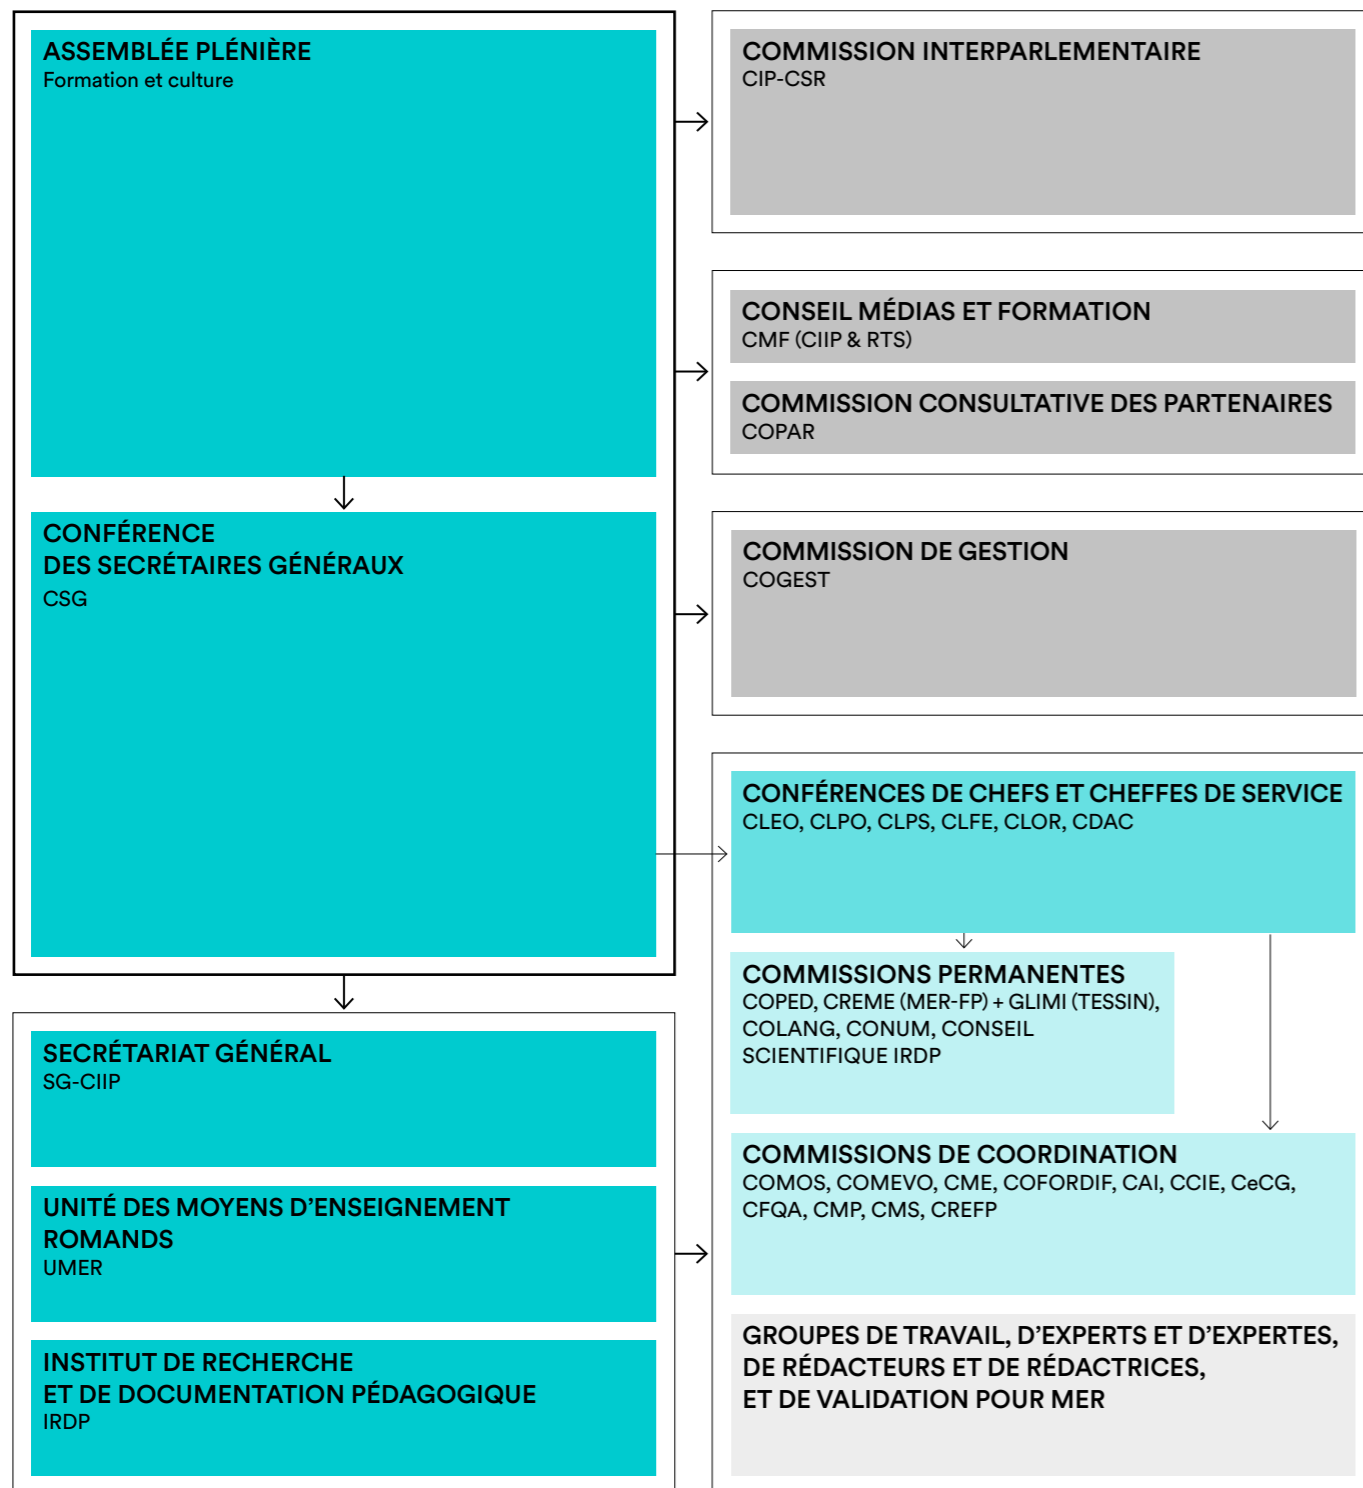 ASSEMBLÉE PLÉNIÈRE
Formation et culture
CONFÉRENCE
DES SECRÉTAIRES GÉNÉRAUX
CSG
SECRÉTARIAT GÉNÉRAL
SG-CIIP
UNITÉ DES MOYENS D’ENSEIGNEMENT
ROMANDS
UMER
INSTITUT DE RECHERCHE
ET DE DOCUMENTATION PÉDAGOGIQUE
IRDP
COMMISSION INTERPARLEMENTAIRE
CIP-CSR
CONSEIL MÉDIAS ET FORMATION
CMF (CIIP & RTS)
COMMISSION CONSULTATIVE DES PARTENAIRES
COPAR
COMMISSION DE GESTION
COGEST
CONFÉRENCES DE CHEFS ET CHEFFES DE SERVICE
CLEO, CLPO, CLPS, CLFE, CLOR, CDAC
COMMISSIONS PERMANENTES
COPED, CREME (MER-FP) + GLIMI (TESSIN),
COLANG, CONUM, CONSEIL
SCIENTIFIQUE IRDP
COMMISSIONS DE COORDINATION
COMOS, COMEVO, CME, COFORDIF, CAI, CCIE, CeCG,
CFQA, CMP, CMS, CREFP
GROUPES DE TRAVAIL, D’EXPERTS ET D’EXPERTES,
DE RÉDACTEURS ET DE RÉDACTRICES,
ET DE VALIDATION POUR MER